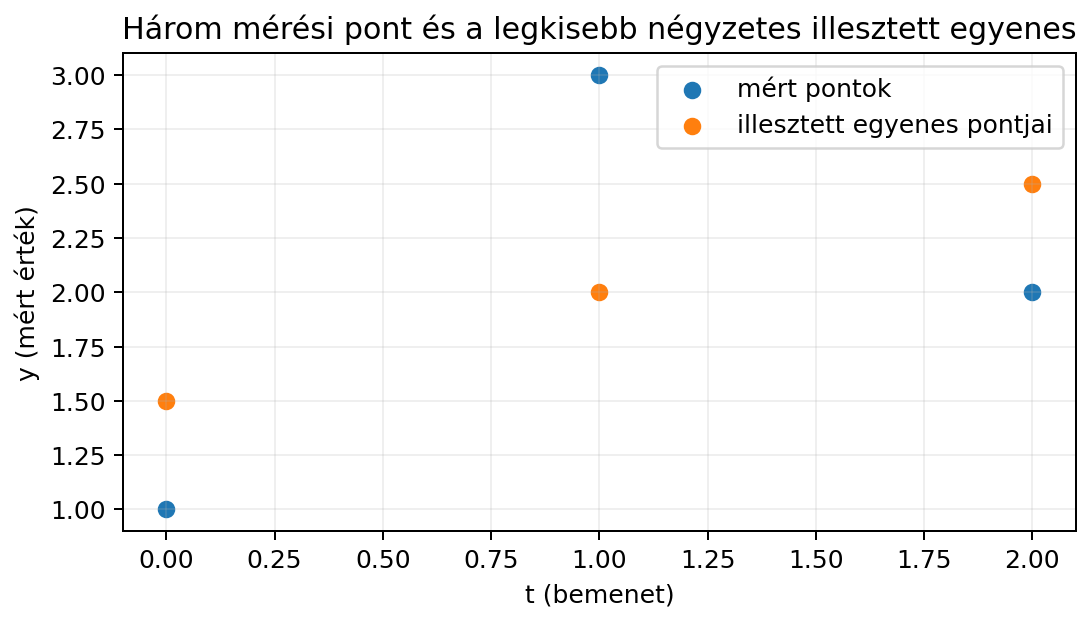 Három mérési pont és a legkisebb négyzetes illesztett egyenes
mért pontok
illesztett egyenes pontjai
y (mért érték)
3.00
2.75
2.50
2.25
2.00
1.75
1.50
1.25
1.00
0.00 0.25 0.50 0.75 1.00 1.25 1.50 1.75 2.00
t (bemenet)